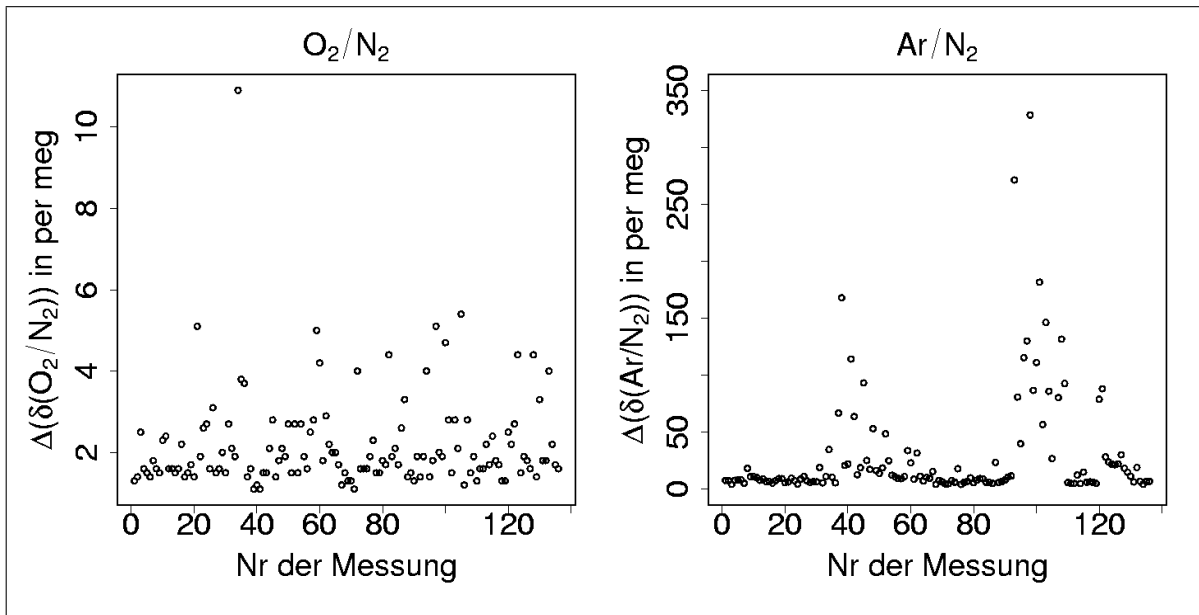 O₂/N₂
Δ(δ(O₂/N₂)) in per meg
10
8
6
4
2
0 20 40 60 80 120
Nr der Messung
Ar/N₂
Δ(δ(Ar/N₂)) in per meg
350
250
150
50
0
0 20 40 60 80 120
Nr der Messung